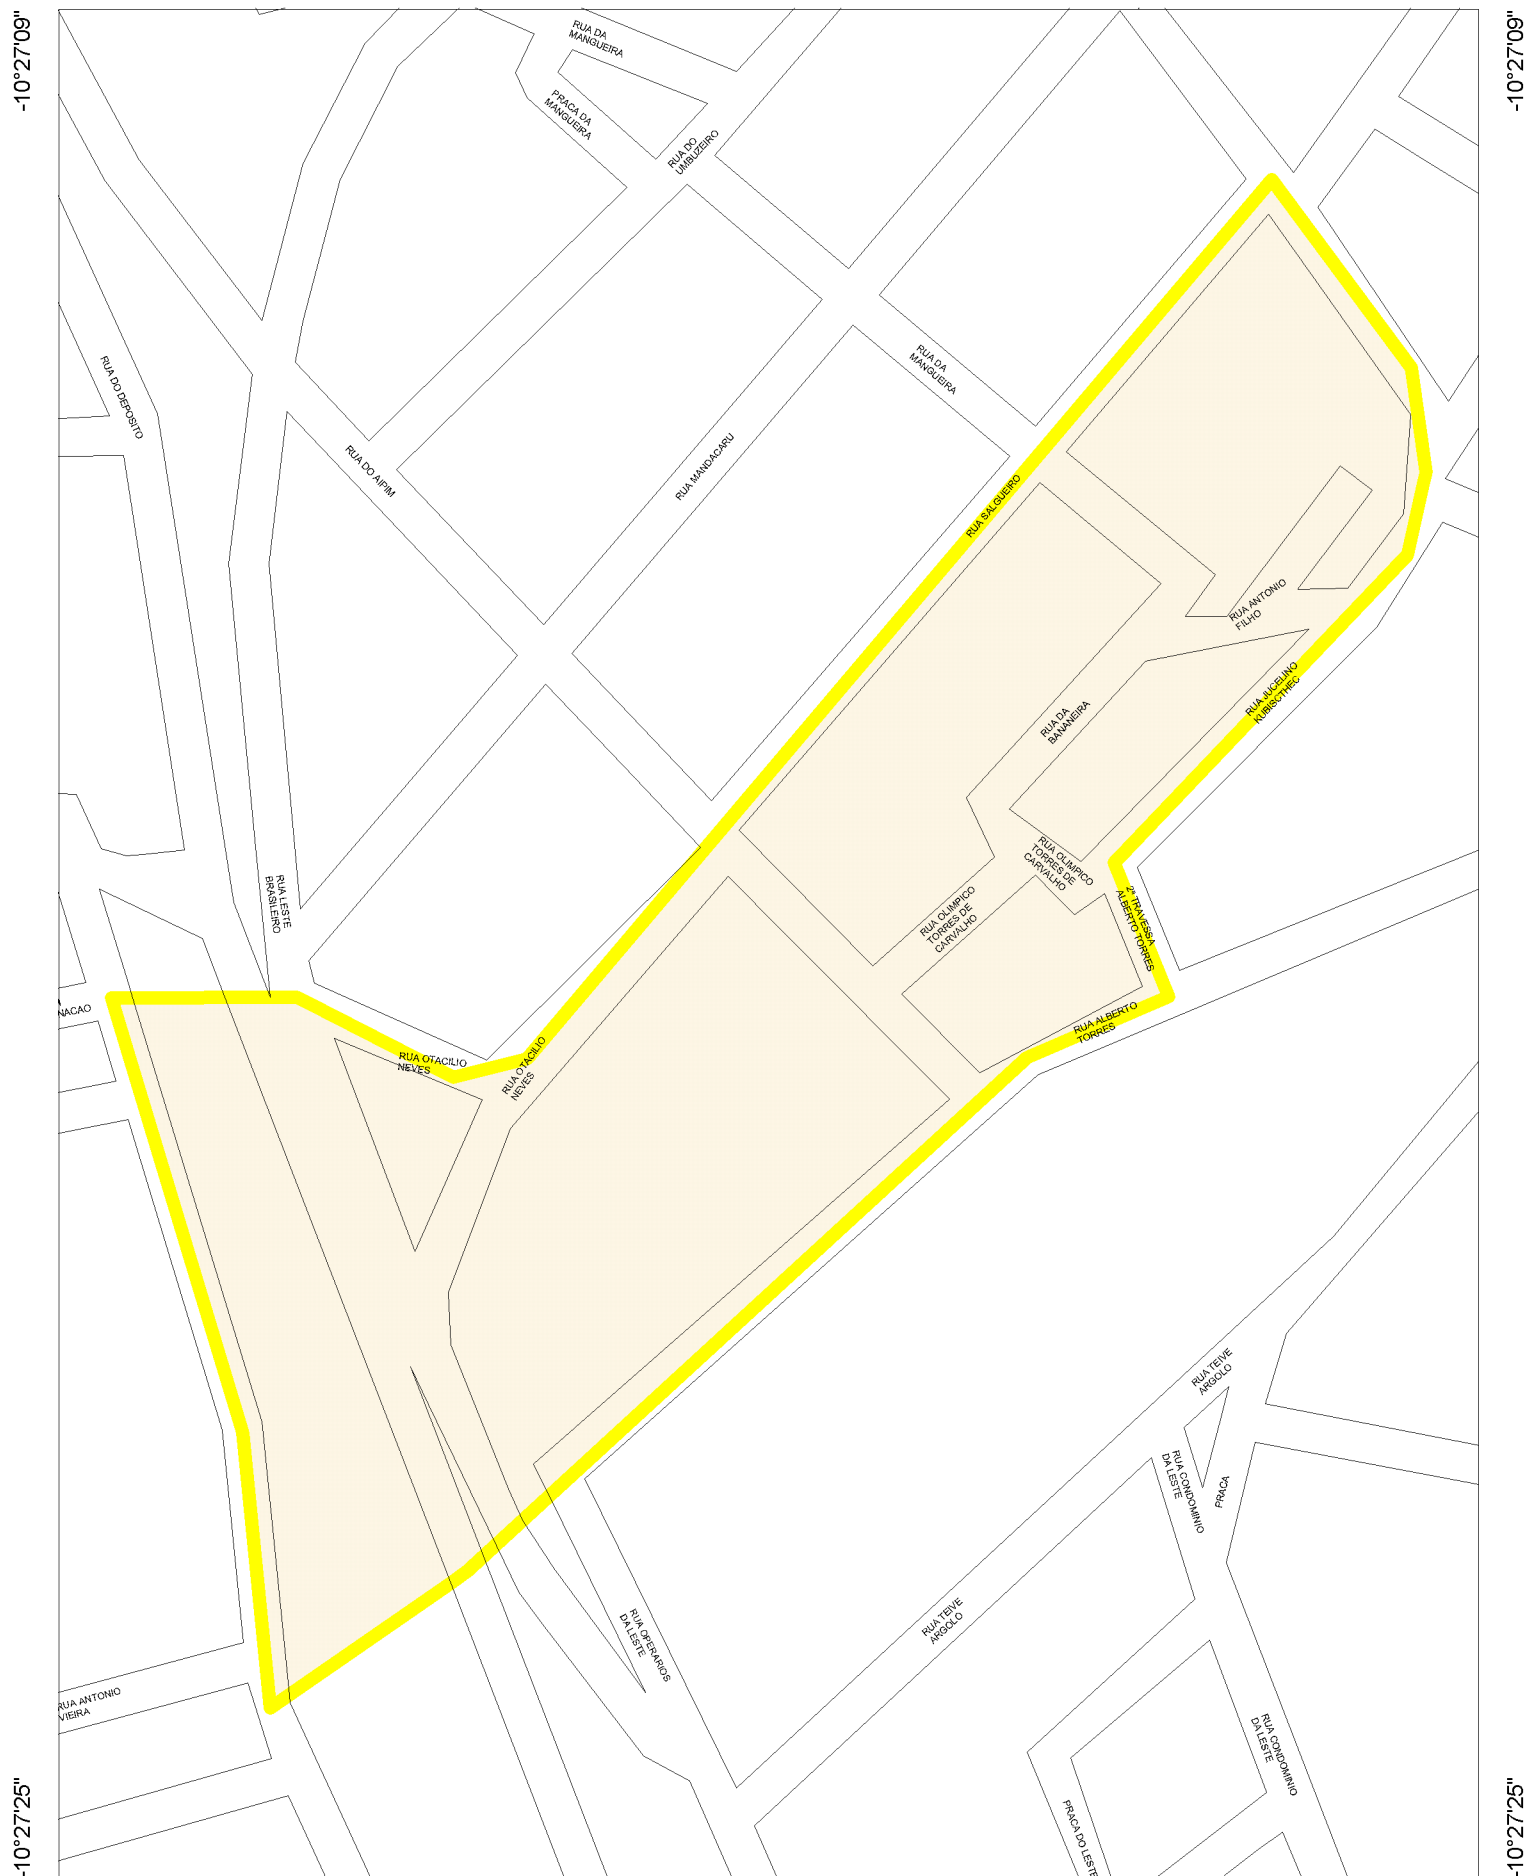 -10°27'09"
-10°27'09"
RUA DA
MANGUEIRA
PRACA DA
MANGUEIRA
RUA DO
UMBUZEIRO
RUA DO DEPOSITO
RUA DA
MANGUEIRA
RUA DO AIPIM
RUA MANDACARU
RUA SALGUEIRO
RUA ANTONIO
FILHO
RUA JUCELINO
KUBISCTHEC
RUA DA
BANANEIRA
RUA OLIMPICO
TORRES DE
CARVALHO
RUA OLIMPICO
TORRES DE
CARVALHO
2ª TRAVESSA
ALBERTO TORRES
RUA LESTE
BRASILEIRO
NACAO
RUA ALBERTO
TORRES
RUA OTACILIO
NEVES
RUA OTACILIO
NEVES
RUA TEIVE
ARGOLO
RUA CONDOMINIO
DA LESTE
PRACA
RUA TEIVE
ARGOLO
RUA OPERARIOS
DA LESTE
RUA ANTONIO
VIEIRA
RUA CONDOMINIO
DA LESTE
PRACA DO LESTE
-10°27'25"
-10°27'25"